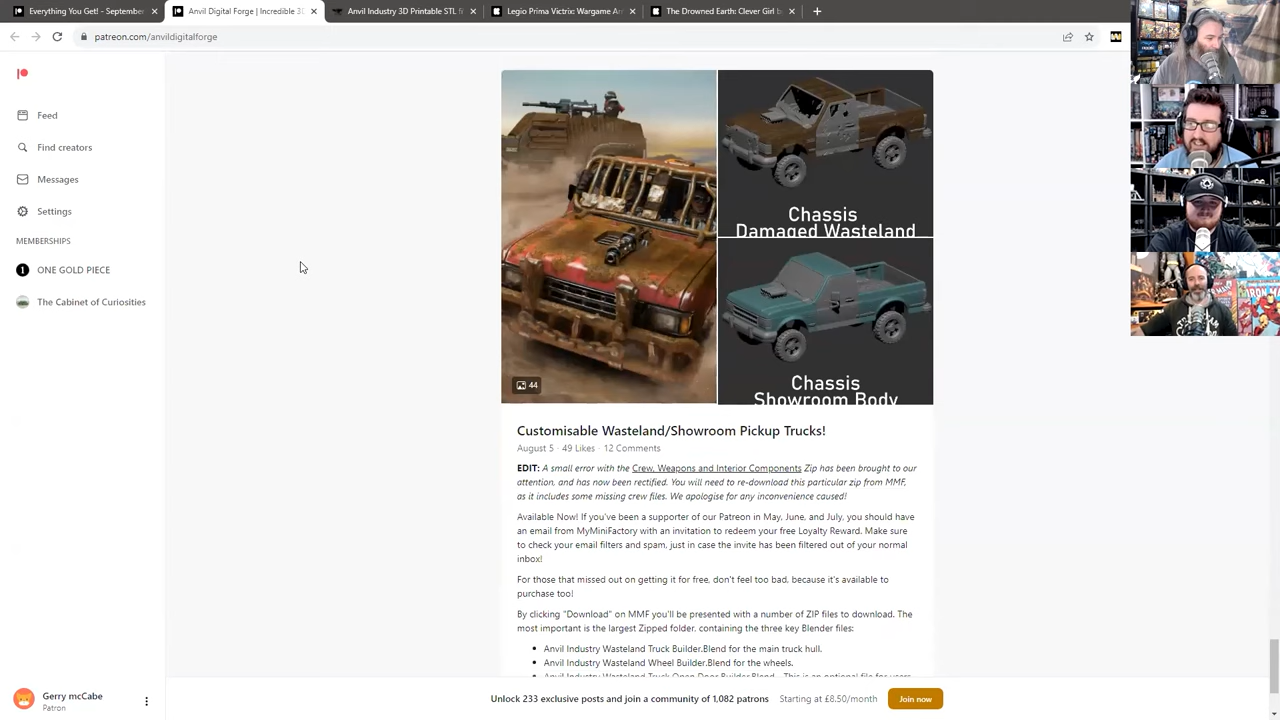 Everything You Get! - September
Anvil Digital Forge | Incredible 3D
Anvil Industry 3D Printable STL fi
Legio Prima Victrix: Wargame Arm
The Drowned Earth: Clever Girl b
patreon.com/anvildigitalforge
Feed
Find creators
Messages
Settings
MEMBERSHIPS
1 ONE GOLD PIECE
The Cabinet of Curiosities
Chassis
Damaged Wasteland
44
Chassis
Showroom Body
Customisable Wasteland/Showroom Pickup Trucks!
August 5 · 49 Likes · 12 Comments
EDIT: A small error with the Crew, Weapons and Interior Components Zip has been brought to our
attention, and has now been rectified. You will need to re-download this particular zip from MMF,
as it includes some missing crew files. We apologise for any inconvenience caused!
Available Now! If you've been a supporter of our Patreon in May, June, and July, you should have
an email from MyMiniFactory with an invitation to redeem your free Loyalty Reward. Make sure
to check your email filters and spam, just in case the invite has been filtered out of your normal
inbox!
For those that missed out on getting it for free, don't feel too bad, because it's available to
purchase too!
By clicking "Download" on MMF you'll be presented with a number of ZIP files to download. The
most important is the largest Zipped folder, containing the three key Blender files:
• Anvil Industry Wasteland Truck Builder.Blend for the main truck hull.
• Anvil Industry Wasteland Wheel Builder.Blend for the wheels.
• Anvil Industry Wasteland Truck Open Door Builder.Blend - This is an optional file for users
Gerry mcCabe
Patron
Unlock 233 exclusive posts and join a community of 1,082 patrons
Starting at £8.50/month
Join now
IRON MAN